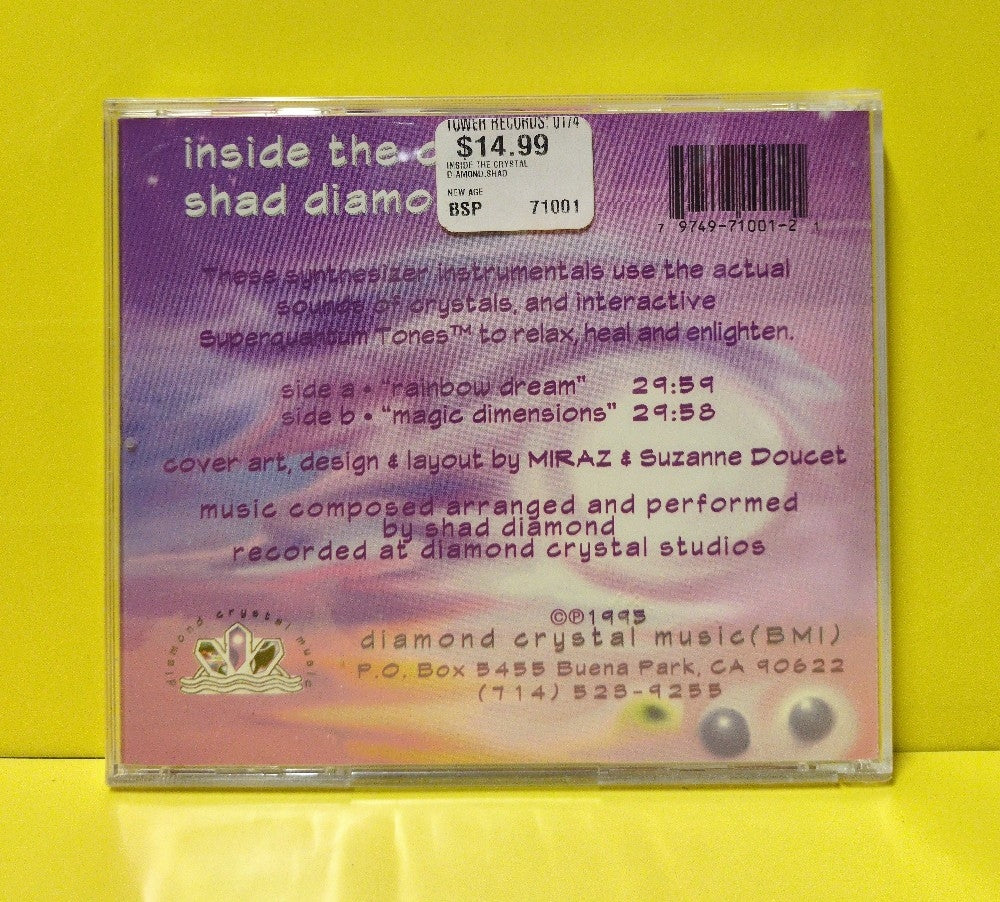 inside the c
shad diamo
TOWER RECORDS: 01/4
$14.99
INSIDE THE CRYSTAL
DIAMOND,SHAD
NEW AGE
BSP 71001
7 9749-71001-2 1
These synthesizer instrumentals use the actual
sounds of crystals, and interactive
Superquantum Tones™ to relax, heal and enlighten.
side a • "rainbow dream" 29:59
side b • "magic dimensions" 29:58
cover art, design & layout by MIRAZ & Suzanne Doucet
music composed arranged and performed
by shad diamond
recorded at diamond crystal studios
diamond crystal music
©℗1995
diamond crystal music(BMI)
P.O. Box 5455 Buena Park, CA 90622
(714) 523-9255